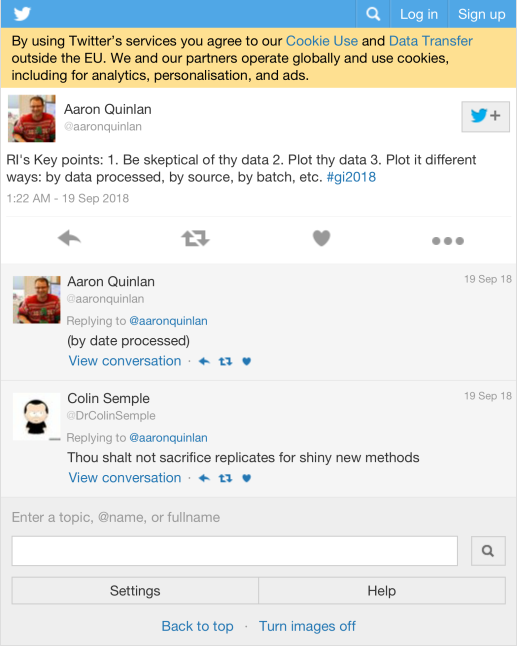 Log in
Sign up
By using Twitter's services you agree to our Cookie Use and Data Transfer
outside the EU. We and our partners operate globally and use cookies,
including for analytics, personalisation, and ads.
Aaron Quinlan
@aaronquinlan
+
RI's Key points: 1. Be skeptical of thy data 2. Plot thy data 3. Plot it different
ways: by data processed, by source, by batch, etc. #gi2018
1:22 AM - 19 Sep 2018
Aaron Quinlan
19 Sep 18
@aaronquinlan
Replying to @aaronquinlan
(by date processed)
View conversation ·
Colin Semple
19 Sep 18
@DrColinSemple
Replying to @aaronquinlan
Thou shalt not sacrifice replicates for shiny new methods
View conversation ·
Enter a topic, @name, or fullname
Settings
Help
Back to top · Turn images off